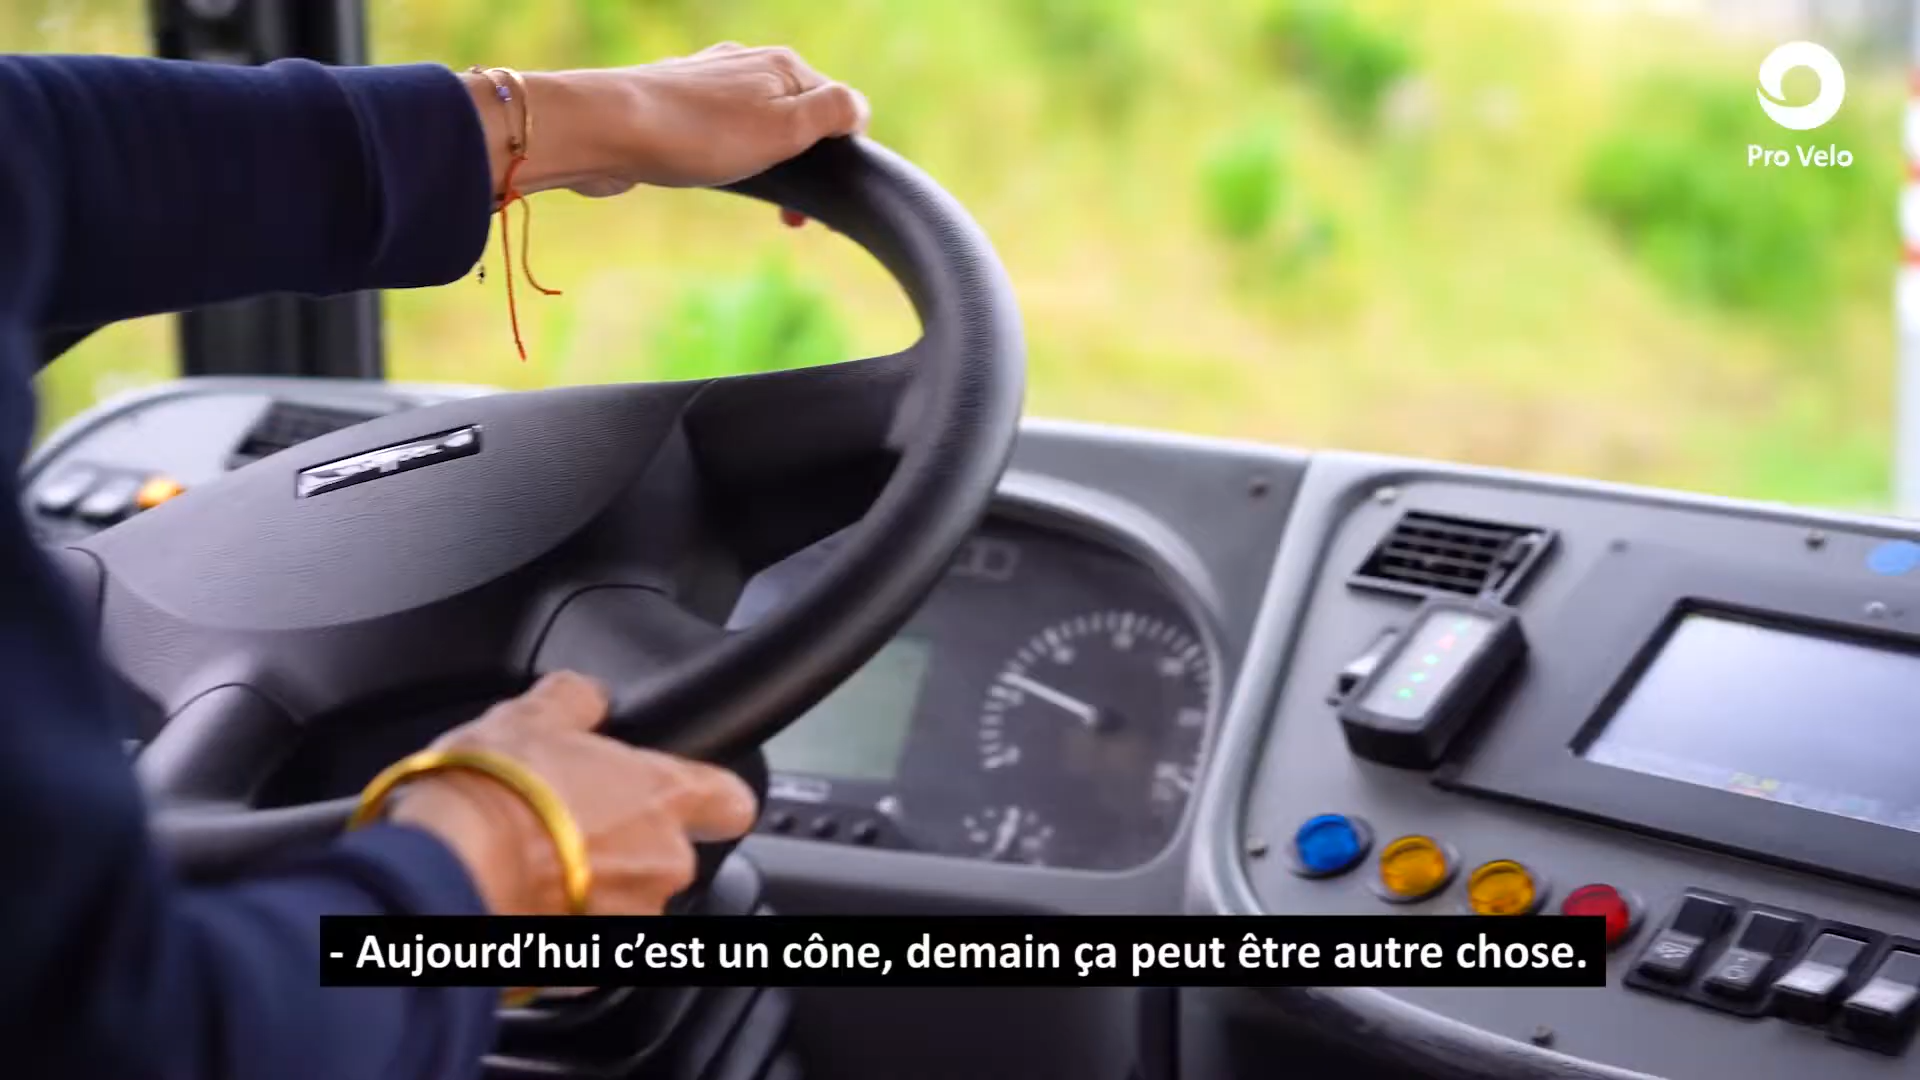 Pro Velo
- Aujourd’hui c’est un cône, demain ça peut être autre chose.